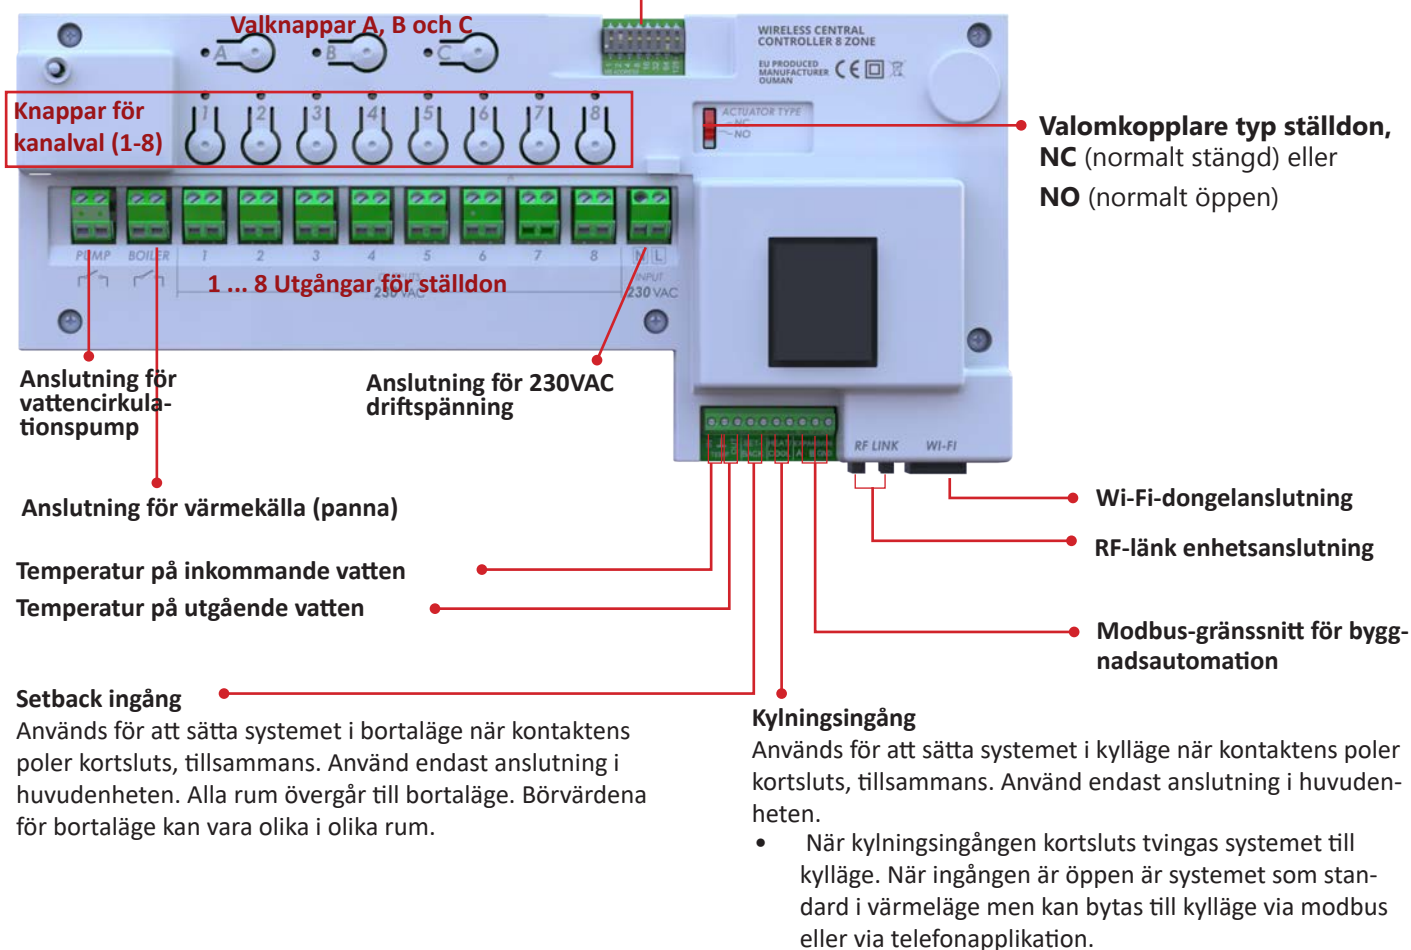 Valknappar A, B och C
A B C
WIRELESS CENTRAL
CONTROLLER 8 ZONE
EU PRODUCED
MANUFACTURER
OUMAN
CE
Knappar för
kanalval (1-8)
1 2 3 4 5 6 7 8
ACTUATOR TYPE
NC
NO
Valomkopplare typ ställdon,
NC (normalt stängd) eller
NO (normalt öppen)
PUMP BOILER 1 2 3 4 5 6 7 8 N L
1 ... 8 Utgångar för ställdon
OUTPUTS
230 VAC
INPUT
230 VAC
Anslutning för
vattencirkula-
tionspump
Anslutning för 230VAC
driftspänning
RF LINK WI-FI
Anslutning för värmekälla (panna)
Wi-Fi-dongelanslutning
RF-länk enhetsanslutning
Temperatur på inkommande vatten
Temperatur på utgående vatten
Modbus-gränssnitt för bygg-
nadsautomation
Setback ingång
Används för att sätta systemet i bortaläge när kontaktens
poler kortsluts, tillsammans. Använd endast anslutning i
huvudenheten. Alla rum övergår till bortaläge. Börvärdena
för bortaläge kan vara olika i olika rum.
Kylningsingång
Används för att sätta systemet i kylläge när kontaktens poler
kortsluts, tillsammans. Använd endast anslutning i huvuden-
heten.
• När kylningsingången kortsluts tvingas systemet till
kylläge. När ingången är öppen är systemet som stan-
dard i värmeläge men kan bytas till kylläge via modbus
eller via telefonapplikation.